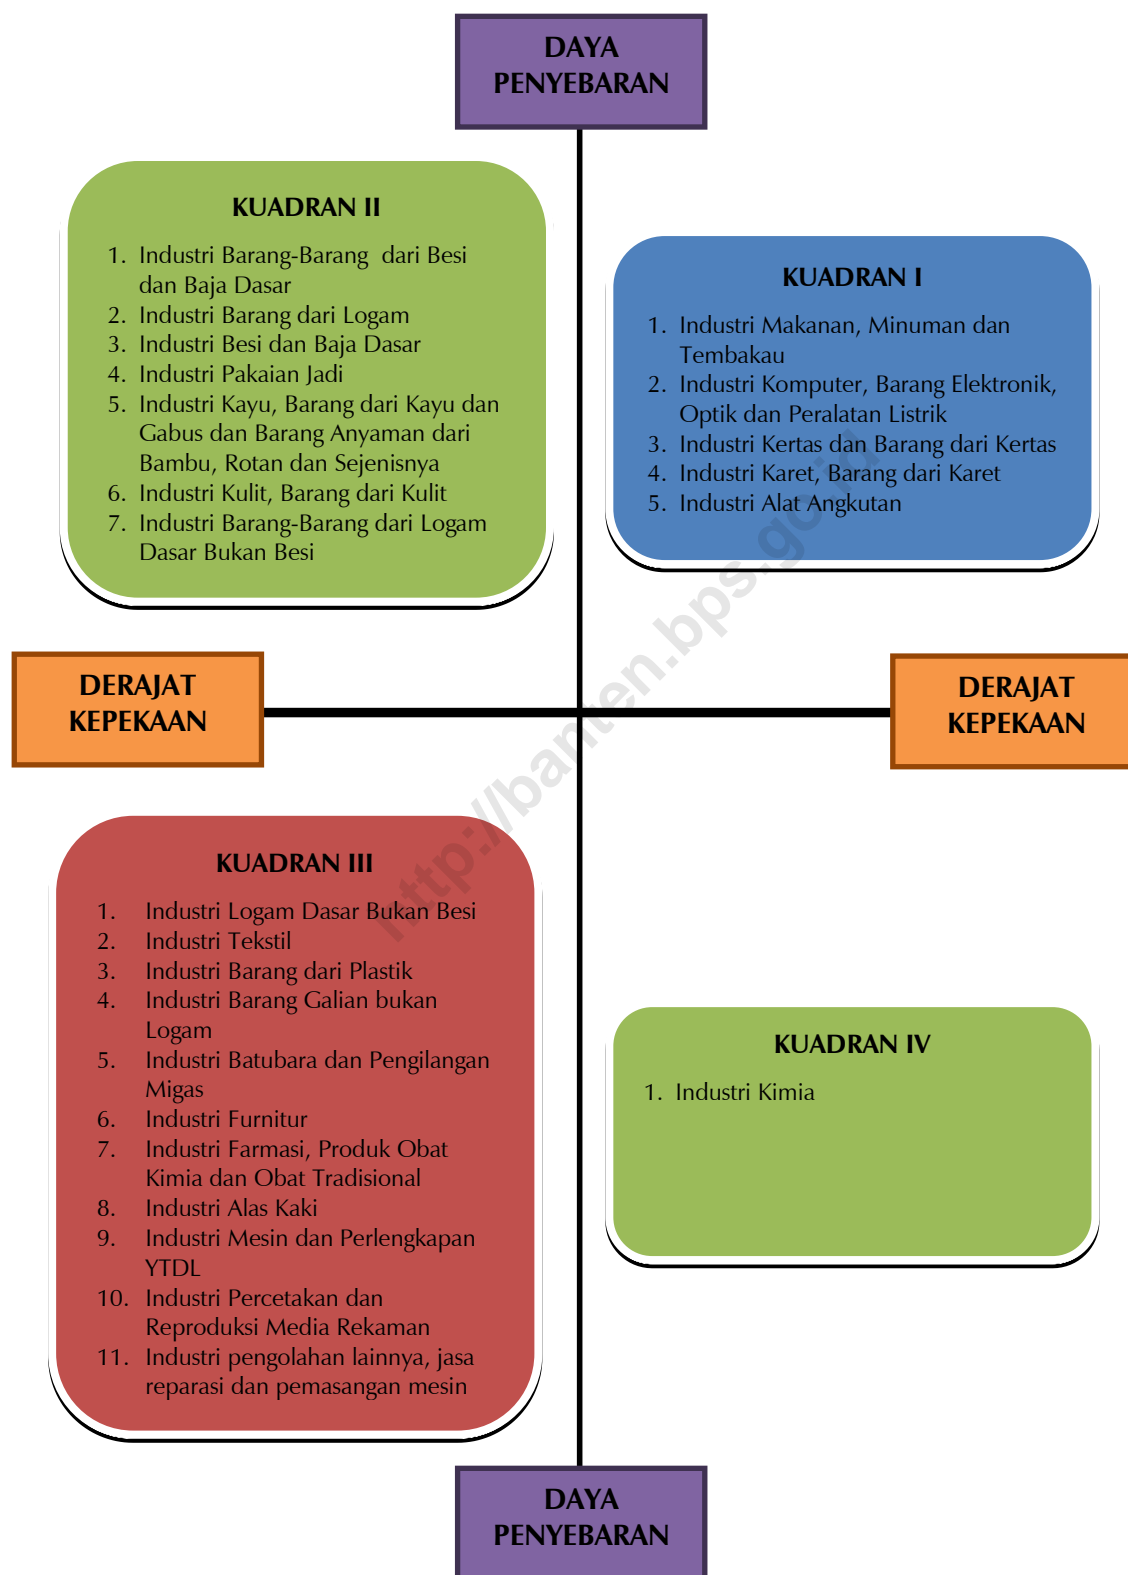 DAYA
PENYEBARAN
KUADRAN II
1. Industri Barang-Barang dari Besi
dan Baja Dasar
2. Industri Barang dari Logam
3. Industri Besi dan Baja Dasar
4. Industri Pakaian Jadi
5. Industri Kayu, Barang dari Kayu dan
Gabus dan Barang Anyaman dari
Bambu, Rotan dan Sejenisnya
6. Industri Kulit, Barang dari Kulit
7. Industri Barang-Barang dari Logam
Dasar Bukan Besi
KUADRAN I
1. Industri Makanan, Minuman dan
Tembakau
2. Industri Komputer, Barang Elektronik,
Optik dan Peralatan Listrik
3. Industri Kertas dan Barang dari Kertas
4. Industri Karet, Barang dari Karet
5. Industri Alat Angkutan
DERAJAT
KEPEKAAN
DERAJAT
KEPEKAAN
KUADRAN III
1. Industri Logam Dasar Bukan Besi
2. Industri Tekstil
3. Industri Barang dari Plastik
4. Industri Barang Galian bukan
Logam
5. Industri Batubara dan Pengilangan
Migas
6. Industri Furnitur
7. Industri Farmasi, Produk Obat
Kimia dan Obat Tradisional
8. Industri Alas Kaki
9. Industri Mesin dan Perlengkapan
YTDL
10. Industri Percetakan dan
Reproduksi Media Rekaman
11. Industri pengolahan lainnya, jasa
reparasi dan pemasangan mesin
KUADRAN IV
1. Industri Kimia
DAYA
PENYEBARAN
http://banten.bps.go.id